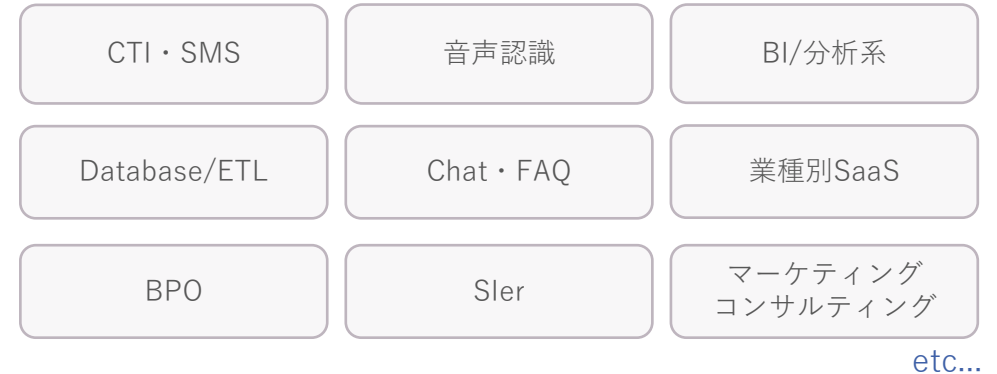 CTI・SMS
音声認識
BI/分析系
Database/ETL
Chat・FAQ
業種別SaaS
BPO
SIer
マーケティング
コンサルティング
etc...